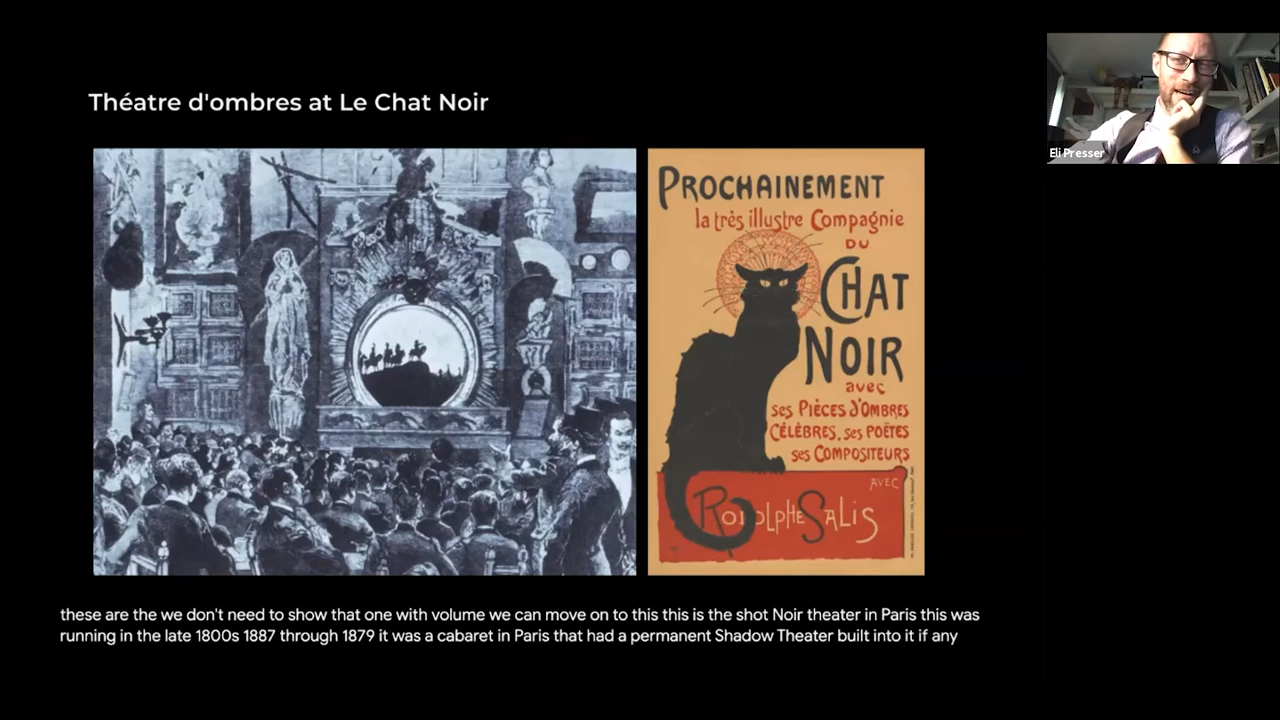 Théatre d'ombres at Le Chat Noir
Eli Presser
PROCHAINEMENT
la très illustre Compagnie
DU
CHAT
NOIR
avec
ses PIÈCES d'OMBRES
CÉLÈBRES, ses POÈTES
ses COMPOSITEURS
AVEC
RODOLPHE SALIS
these are the we don't need to show that one with volume we can move on to this this is the shot Noir theater in Paris this was
running in the late 1800s 1887 through 1879 it was a cabaret in Paris that had a permanent Shadow Theater built into it if any